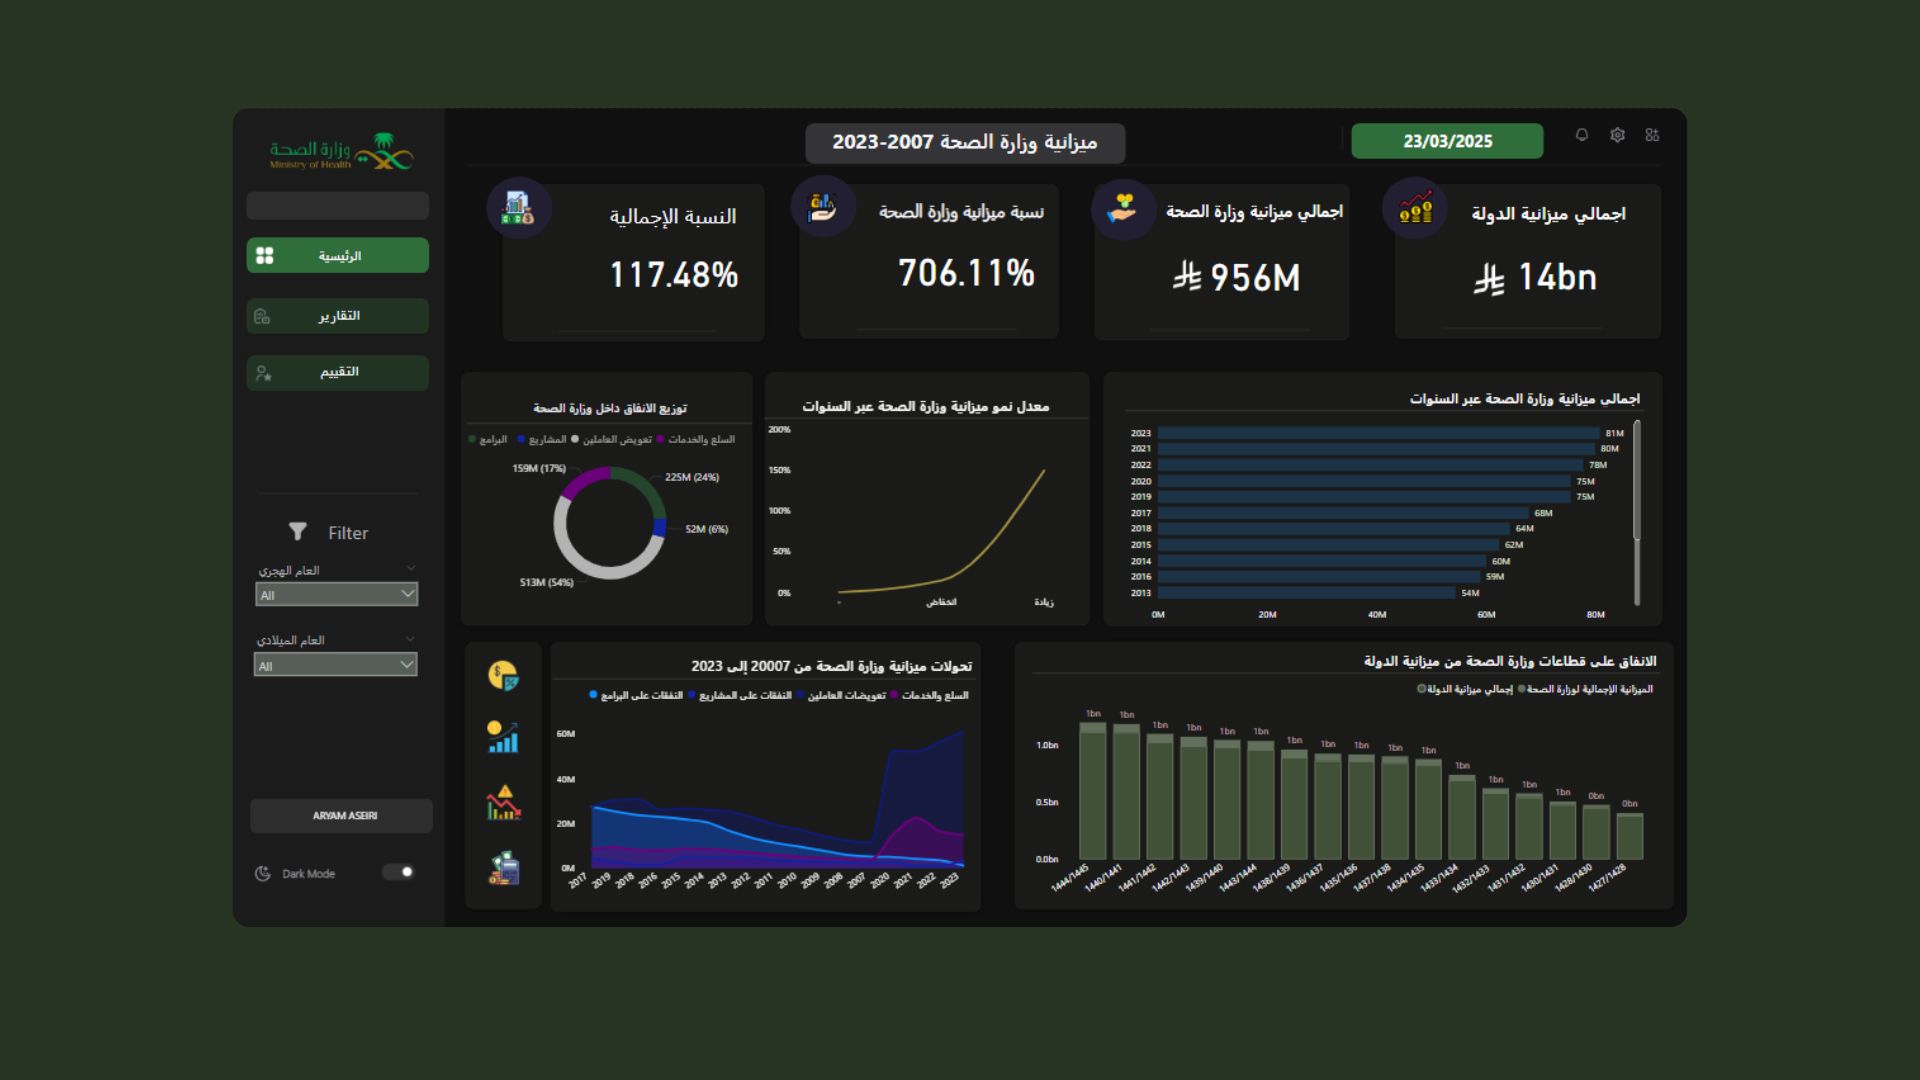 وزارة الصحة
Ministry of Health
ميزانية وزارة الصحة 2007-2023
23/03/2025
الرئيسية
التقارير
التقييم
Filter
العام الهجري
All
العام الميلادي
All
ARYAM ASEIRI
Dark Mode
اجمالي ميزانية الدولة
14bn
اجمالي ميزانية وزارة الصحة
956M
نسبة ميزانية وزارة الصحة
706.11%
النسبة الإجمالية
117.48%
اجمالي ميزانية وزارة الصحة عبر السنوات
2023 81M
2021 80M
2022 78M
2020 75M
2019 75M
2017 68M
2018 64M
2015 62M
2014 60M
2016 59M
2013 54M
0M 20M 40M 60M 80M
معدل نمو ميزانية وزارة الصحة عبر السنوات
200%
150%
100%
50%
0%
- انخفاض زيادة
توزيع الانفاق داخل وزارة الصحة
السلع والخدمات تعويض العاملين المشاريع البرامج
159M (17%)
225M (24%)
52M (6%)
513M (54%)
الانفاق على قطاعات وزارة الصحة من ميزانية الدولة
الميزانية الإجمالية لوزارة الصحة إجمالي ميزانية الدولة
1bn 1bn 1bn 1bn 1bn 1bn 1bn 1bn 1bn 1bn 1bn 1bn 1bn 1bn 1bn 0bn 0bn
1.0bn
0.5bn
0.0bn
1444/1445 1440/1441 1441/1442 1442/1443 1439/1440 1443/1444 1438/1439 1436/1437 1435/1436 1437/1438 1434/1435 1433/1434 1432/1433 1431/1432 1430/1431 1428/1430 1427/1428
تحولات ميزانية وزارة الصحة من 20007 إلى 2023
السلع والخدمات تعويضات العاملين النفقات على المشاريع النفقات على البرامج
60M
40M
20M
0M
2017 2019 2018 2016 2015 2014 2013 2012 2011 2010 2009 2008 2007 2020 2021 2022 2023